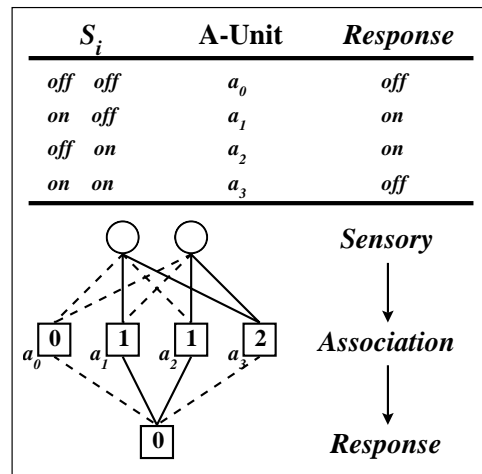 S_i A-Unit Response
off off a_0 off
on off a_1 on
off on a_2 on
on on a_3 off
Sensory
0 1 1 2 Association
a_0 a_1 a_2 a_3
0 Response